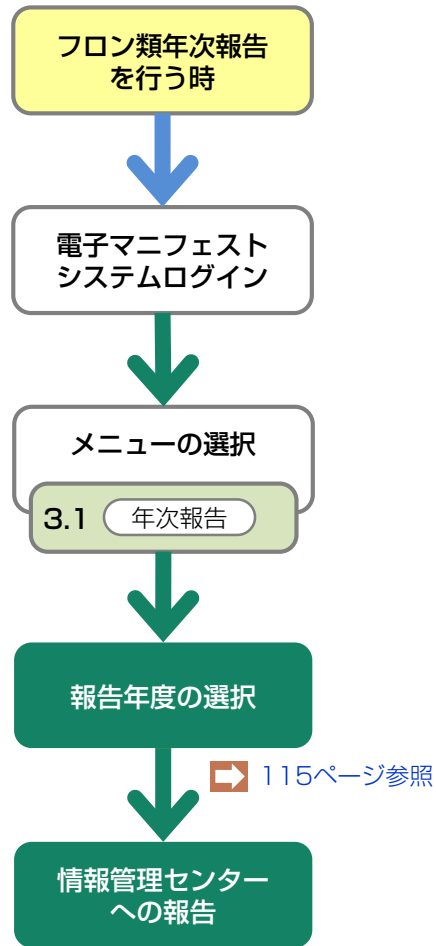 フロン類年次報告
を行う時
電子マニフェスト
システムログイン
メニューの選択
3.1 年次報告
報告年度の選択
115ページ参照
情報管理センター
への報告